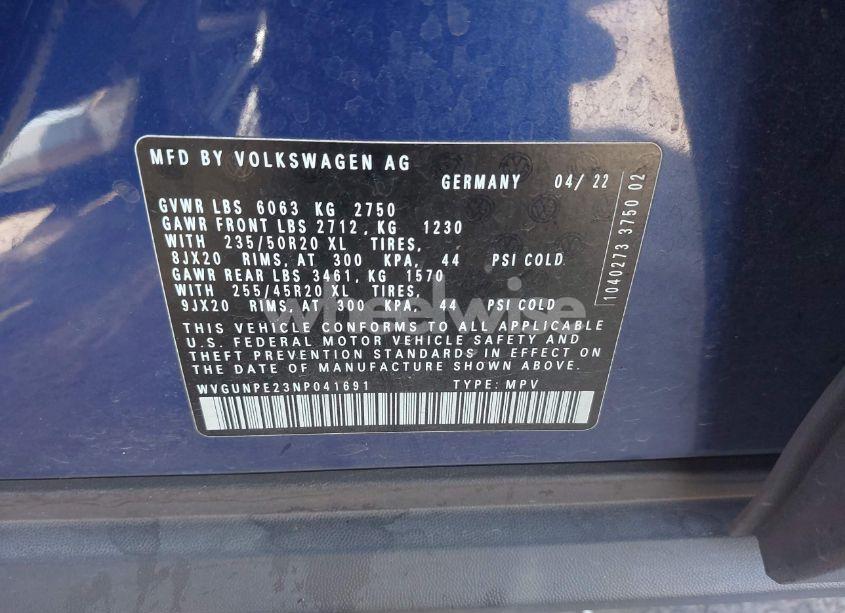 MFD BY VOLKSWAGEN AG
GERMANY 04/ 22
GVWR LBS 6063 KG 2750
GAWR FRONT LBS 2712 , KG 1230
WITH 235/50R20 XL TIRES,
8JX20 RIMS, AT 300 KPA, 44 PSI COLD
GAWR REAR LBS 3461, KG 1570
WITH 255/45R20 XL TIRES,
9JX20 RIMS, AT 300 KPA, 44 PSI COLD
THIS VEHICLE CONFORMS TO ALL APPLICABLE
U.S. FEDERAL MOTOR VEHICLE SAFETY AND
THEFT PREVENTION STANDARDS IN EFFECT ON
THE DATE OF MANUFACTURE SHOWN ABOVE.
WVGUNPE23NP041691 TYPE: MPV
1040273 3750 02
wheelwise